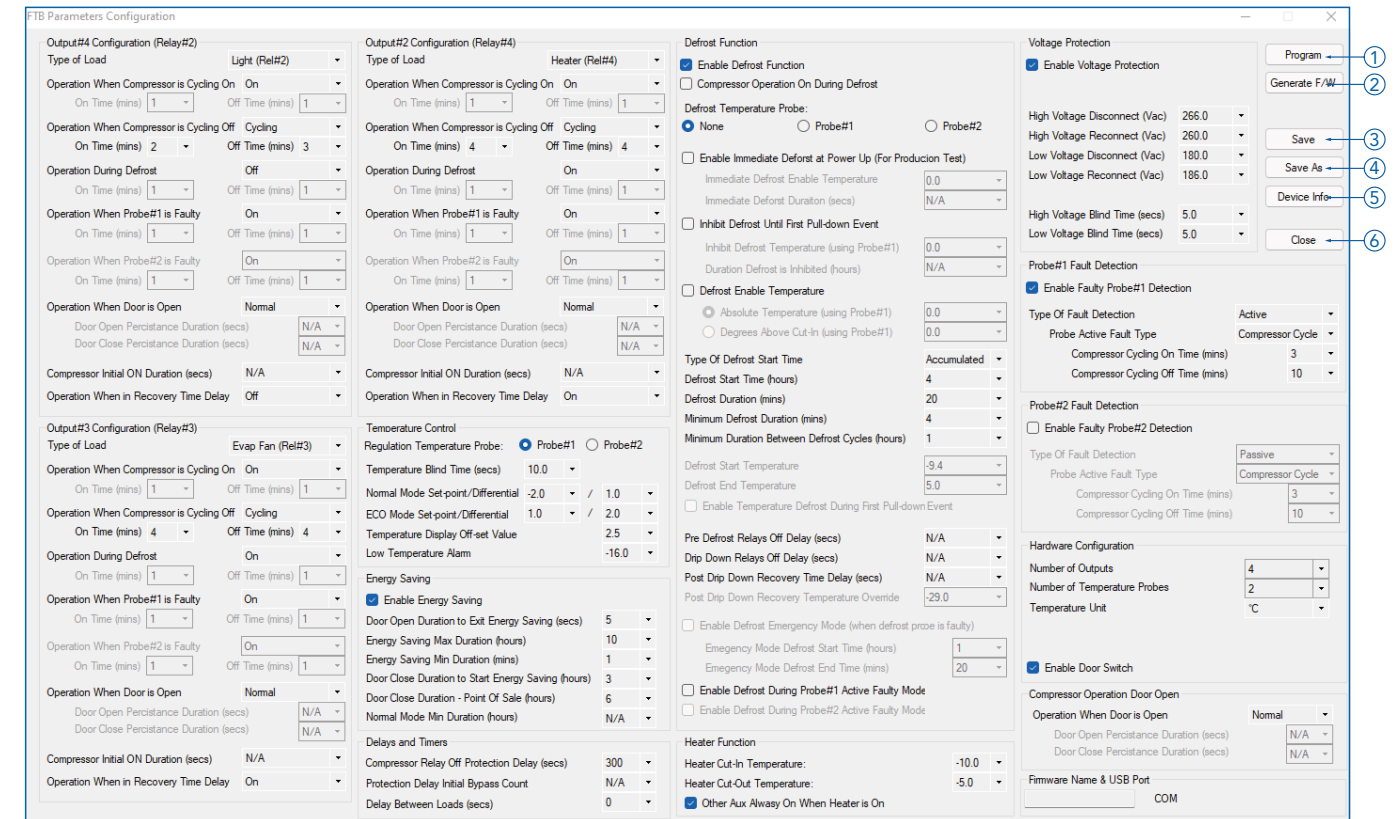 FTB Parameters Configuration
Output#4 Configuration (Relay#2)
Type of Load Light (Rel#2)
Operation When Compressor is Cycling On On
On Time (mins) 1 Off Time (mins) 1
Operation When Compressor is Cycling Off Cycling
On Time (mins) 2 Off Time (mins) 3
Operation During Defrost Off
On Time (mins) 1 Off Time (mins) 1
Operation When Probe#1 is Faulty On
On Time (mins) 1 Off Time (mins) 1
Operation When Probe#2 is Faulty On
On Time (mins) 1 Off Time (mins) 1
Operation When Door is Open Normal
Door Open Percistance Duration (secs) N/A
Door Close Percistance Duration (secs) N/A
Compressor Initial ON Duration (secs) N/A
Operation When in Recovery Time Delay Off
Output#3 Configuration (Relay#3)
Type of Load Evap Fan (Rel#3)
Operation When Compressor is Cycling On On
On Time (mins) 1 Off Time (mins) 1
Operation When Compressor is Cycling Off Cycling
On Time (mins) 4 Off Time (mins) 4
Operation During Defrost On
On Time (mins) 1 Off Time (mins) 1
Operation When Probe#1 is Faulty On
On Time (mins) 1 Off Time (mins) 1
Operation When Probe#2 is Faulty On
On Time (mins) 1 Off Time (mins) 1
Operation When Door is Open Normal
Door Open Percistance Duration (secs) N/A
Door Close Percistance Duration (secs) N/A
Compressor Initial ON Duration (secs) N/A
Operation When in Recovery Time Delay On
Output#2 Configuration (Relay#4)
Type of Load Heater (Rel#4)
Operation When Compressor is Cycling On On
On Time (mins) 1 Off Time (mins) 1
Operation When Compressor is Cycling Off Cycling
On Time (mins) 4 Off Time (mins) 4
Operation During Defrost On
On Time (mins) 1 Off Time (mins) 1
Operation When Probe#1 is Faulty On
On Time (mins) 1 Off Time (mins) 1
Operation When Probe#2 is Faulty On
On Time (mins) 1 Off Time (mins) 1
Operation When Door is Open Normal
Door Open Percistance Duration (secs) N/A
Door Close Percistance Duration (secs) N/A
Compressor Initial ON Duration (secs) N/A
Operation When in Recovery Time Delay On
Temperature Control
Regulation Temperature Probe: Probe#1 Probe#2
Temperature Blind Time (secs) 10.0
Normal Mode Set-point/Differential -2.0 / 1.0
ECO Mode Set-point/Differential 1.0 / 2.0
Temperature Display Off-set Value 2.5
Low Temperature Alarm -16.0
Energy Saving
Enable Energy Saving
Door Open Duration to Exit Energy Saving (secs) 5
Energy Saving Max Duration (hours) 10
Energy Saving Min Duration (mins) 1
Door Close Duration to Start Energy Saving (hours) 3
Door Close Duration - Point Of Sale (hours) 6
Normal Mode Min Duration (hours) N/A
Delays and Timers
Compressor Relay Off Protection Delay (secs) 300
Protection Delay Initial Bypass Count N/A
Delay Between Loads (secs) 0
Defrost Function
Enable Defrost Function
Compressor Operation On During Defrost
Defrost Temperature Probe:
None Probe#1 Probe#2
Enable Immediate Deforst at Power Up (For Producion Test)
Immediate Defrost Enable Temperature 0.0
Immediate Deforst Duraiton (secs) N/A
Inhibit Defrost Until First Pull-down Event
Inhibit Defrost Temperature (using Probe#1) 0.0
Duration Defrost is Inhibited (hours) N/A
Defrost Enable Temperature
Absolute Temperature (using Probe#1) 0.0
Degrees Above Cut-In (using Probe#1) 0.0
Type Of Defrost Start Time Accumulated
Defrost Start Time (hours) 4
Defrost Duration (mins) 20
Minimum Defrost Duration (mins) 4
Minimum Duration Between Defrost Cycles (hours) 1
Defrost Start Temperature -9.4
Defrost End Temperature 5.0
Enable Temperature Defrost During First Pull-down Event
Pre Defrost Relays Off Delay (secs) N/A
Drip Down Relays Off Delay (secs) N/A
Post Drip Down Recovery Time Delay (secs) N/A
Post Drip Down Recovery Temperature Override -29.0
Enable Defrost Emergency Mode (when defrost prcoe is faulty)
Emegency Mode Defrost Start Time (hours) 1
Emegency Mode Defrost End Time (mins) 20
Enable Defrost During Probe#1 Active Faulty Mode
Enable Defrost During Probe#2 Active Faulty Mode
Heater Function
Heater Cut-In Temperature: -10.0
Heater Cut-Out Temperature: -5.0
Other Aux Alwasy On When Heater is On
Voltage Protection
Enable Voltage Protection
High Voltage Disconnect (Vac) 266.0
High Voltage Reconnect (Vac) 260.0
Low Voltage Disconnect (Vac) 180.0
Low Voltage Reconnect (Vac) 186.0
High Voltage Blind Time (secs) 5.0
Low Voltage Blind Time (secs) 5.0
Probe#1 Fault Detection
Enable Faulty Probe#1 Detection
Type Of Fault Detection Active
Probe Active Fault Type Compressor Cycle
Compressor Cycling On Time (mins) 3
Compressor Cycling Off Time (mins) 10
Probe#2 Fault Detection
Enable Faulty Probe#2 Detection
Type Of Fault Detection Passive
Probe Active Fault Type Compressor Cycle
Compressor Cycling On Time (mins) 3
Compressor Cycling Off Time (mins) 10
Hardware Configuration
Number of Outputs 4
Number of Temperature Probes 2
Temperature Unit °C
Enable Door Switch
Compressor Operation Door Open
Operation When Door is Open Normal
Door Open Percistance Duration (secs) N/A
Door Close Percistance Duration (secs) N/A
Firmware Name & USB Port
COM
Program 1
Generate F/W 2
Save 3
Save As 4
Device Info 5
Close 6